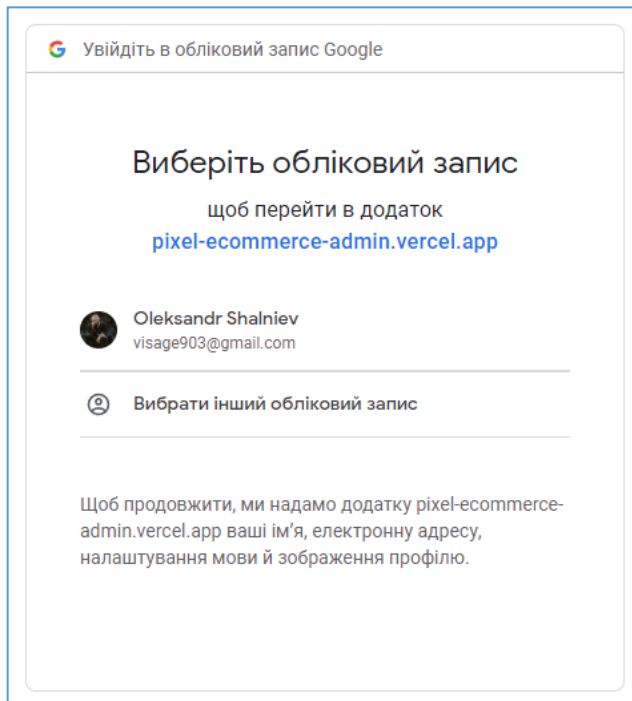 Увійдіть в обліковий запис Google
Виберіть обліковий запис
щоб перейти в додаток
pixel-ecommerce-admin.vercel.app
Oleksandr Shalniev
visage903@gmail.com
Вибрати інший обліковий запис
Щоб продовжити, ми надамо додатку pixel-ecommerce-
admin.vercel.app ваші ім’я, електронну адресу,
налаштування мови й зображення профілю.